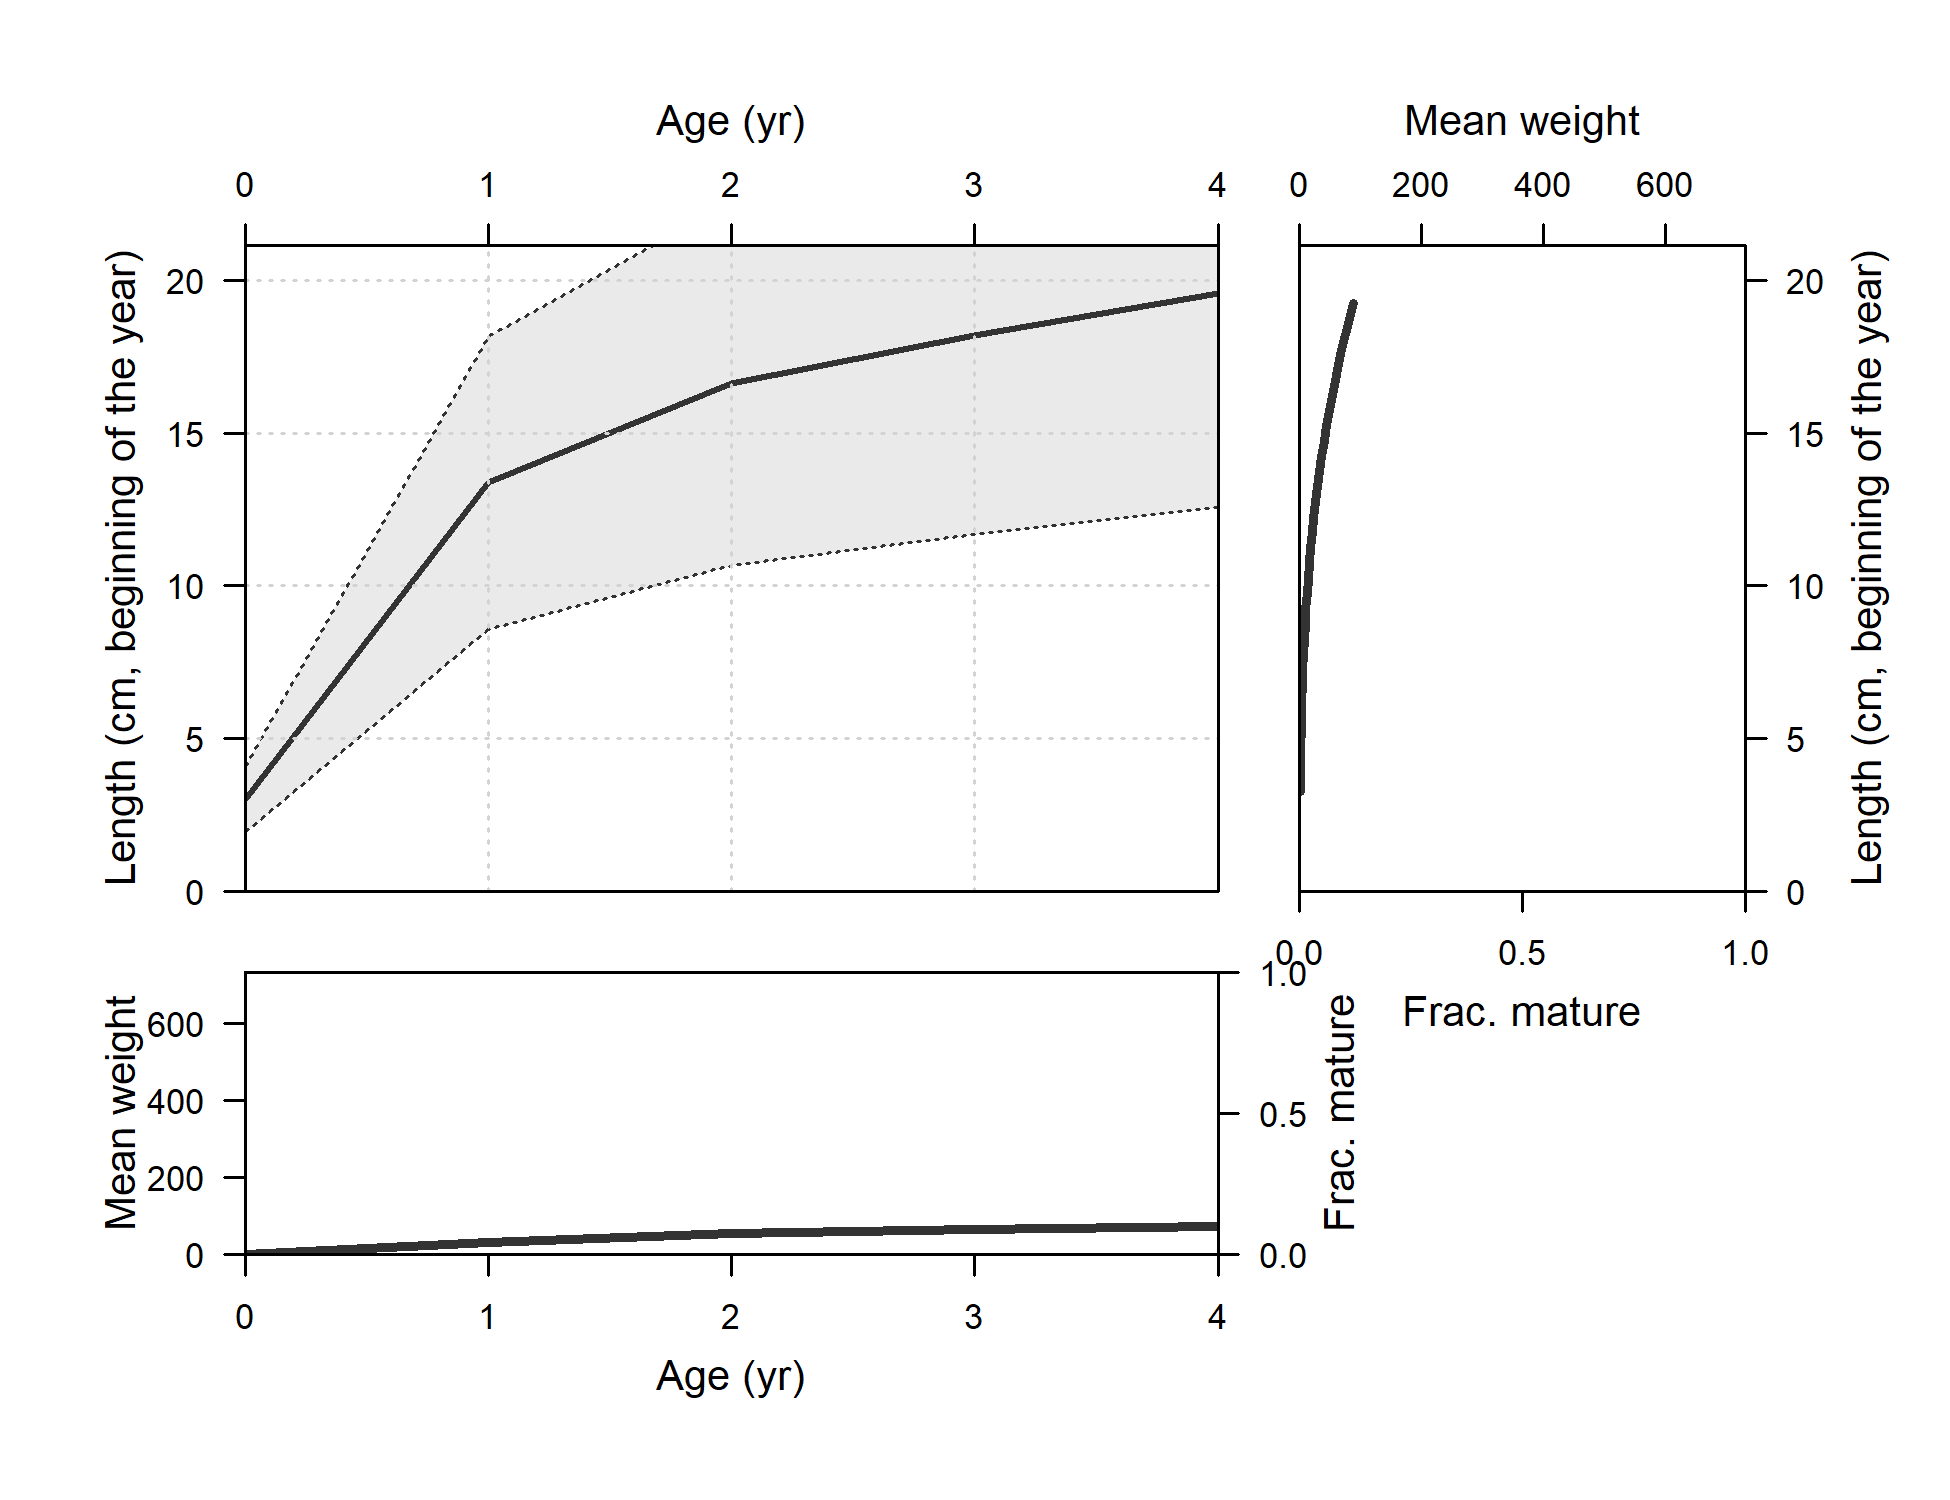 Age (yr)
0 1 2 3 4
Length (cm, beginning of the year)
20
15
10
5
0
Mean weight
0 200 400 600
20
15
10
5
0
Length (cm, beginning of the year)
0.0 0.5 1.0
Frac. mature
Mean weight
600
400
200
0
1.0
0.5
0.0
Frac. mature
0 1 2 3 4
Age (yr)